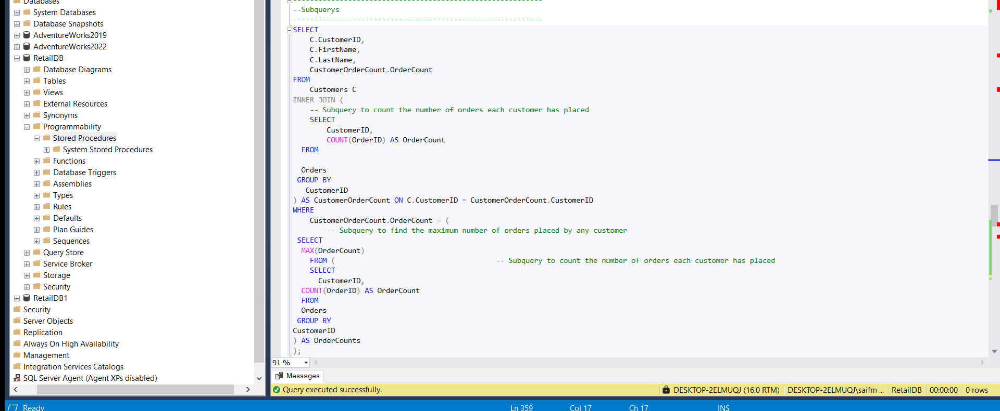 Databases
System Databases
Database Snapshots
AdventureWorks2019
AdventureWorks2022
RetailDB
Database Diagrams
Tables
Views
External Resources
Synonyms
Programmability
Stored Procedures
System Stored Procedures
Functions
Database Triggers
Assemblies
Types
Rules
Defaults
Plan Guides
Sequences
Query Store
Service Broker
Storage
Security
RetailDB1
Security
Server Objects
Replication
Always On High Availability
Management
Integration Services Catalogs
SQL Server Agent (Agent XPs disabled)
-----------------------------------------------------------
--Subquerys
-----------------------------------------------------------
SELECT
C.CustomerID,
C.FirstName,
C.LastName,
CustomerOrderCount.OrderCount
FROM
Customers C
INNER JOIN (
-- Subquery to count the number of orders each customer has placed
SELECT
CustomerID,
COUNT(OrderID) AS OrderCount
FROM
Orders
GROUP BY
CustomerID
) AS CustomerOrderCount ON C.CustomerID = CustomerOrderCount.CustomerID
WHERE
CustomerOrderCount.OrderCount = (
-- Subquery to find the maximum number of orders placed by any customer
SELECT
MAX(OrderCount)
FROM ( -- Subquery to count the number of orders each customer has placed
SELECT
CustomerID,
COUNT(OrderID) AS OrderCount
FROM
Orders
GROUP BY
CustomerID
) AS OrderCounts
);
91 %
Messages
Query executed successfully. DESKTOP-2ELMUQJ (16.0 RTM) DESKTOP-2ELMUQJ\saifm ... RetailDB 00:00:00 0 rows
Ready Ln 359 Col 17 Ch 17 INS